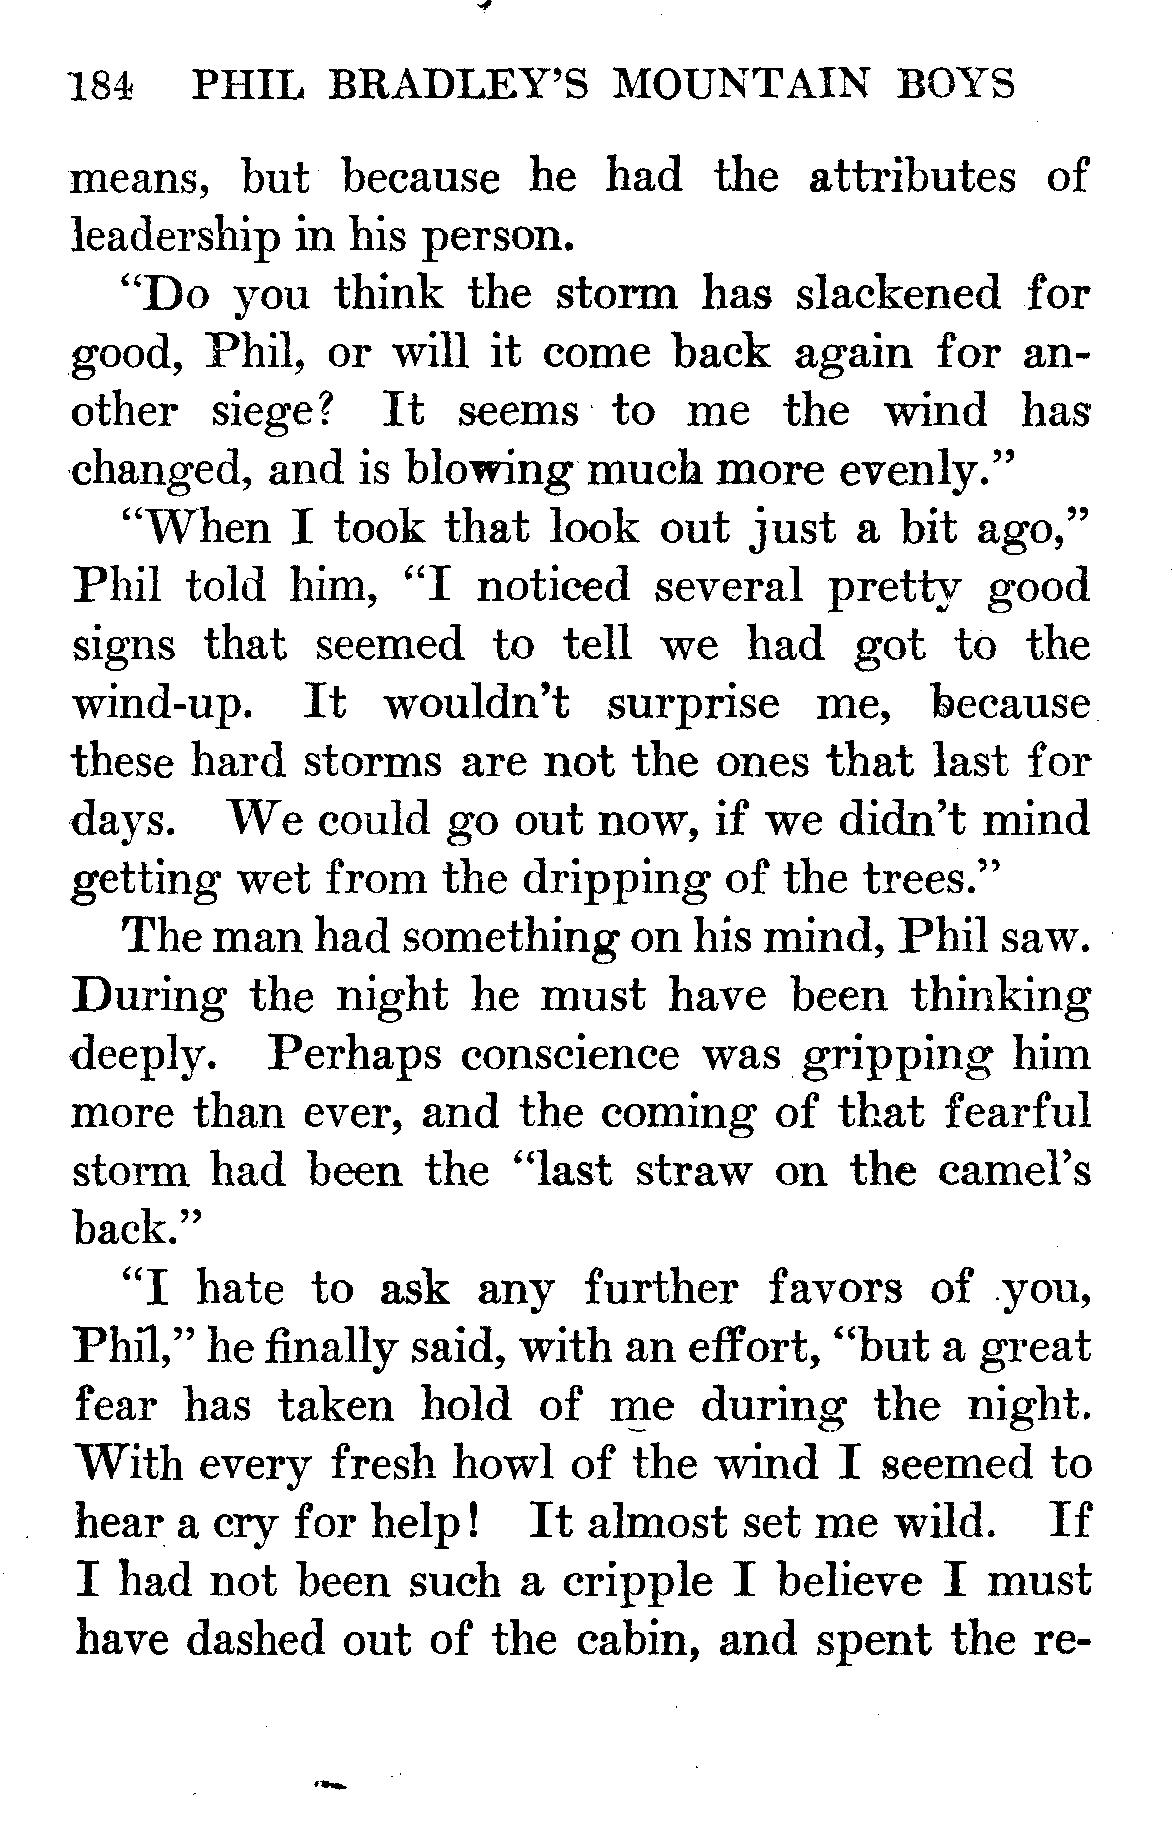 184 PHIL BRADLEY'S MOUNTAIN BOYS
means, but because he had the attributes of
leadership in his person.
“Do you think the storm has slackened for
good, Phil, or will it come back again for an-
other siege? It seems to me the wind has
changed, and is blowing much more evenly.”
“When I took that look out just a bit ago,”
Phil told him, “I noticed several pretty good
signs that seemed to tell we had got to the
wind-up. It wouldn't surprise me, because
these hard storms are not the ones that last for
days. We could go out now, if we didn't mind
getting wet from the dripping of the trees.”
The man had something on his mind, Phil saw.
During the night he must have been thinking
deeply. Perhaps conscience was gripping him
more than ever, and the coming of that fearful
storm had been the “last straw on the camel's
back.”
“I hate to ask any further favors of you,
Phil,” he finally said, with an effort, “but a great
fear has taken hold of me during the night.
With every fresh howl of the wind I seemed to
hear a cry for help! It almost set me wild. If
I had not been such a cripple I believe I must
have dashed out of the cabin, and spent the re-